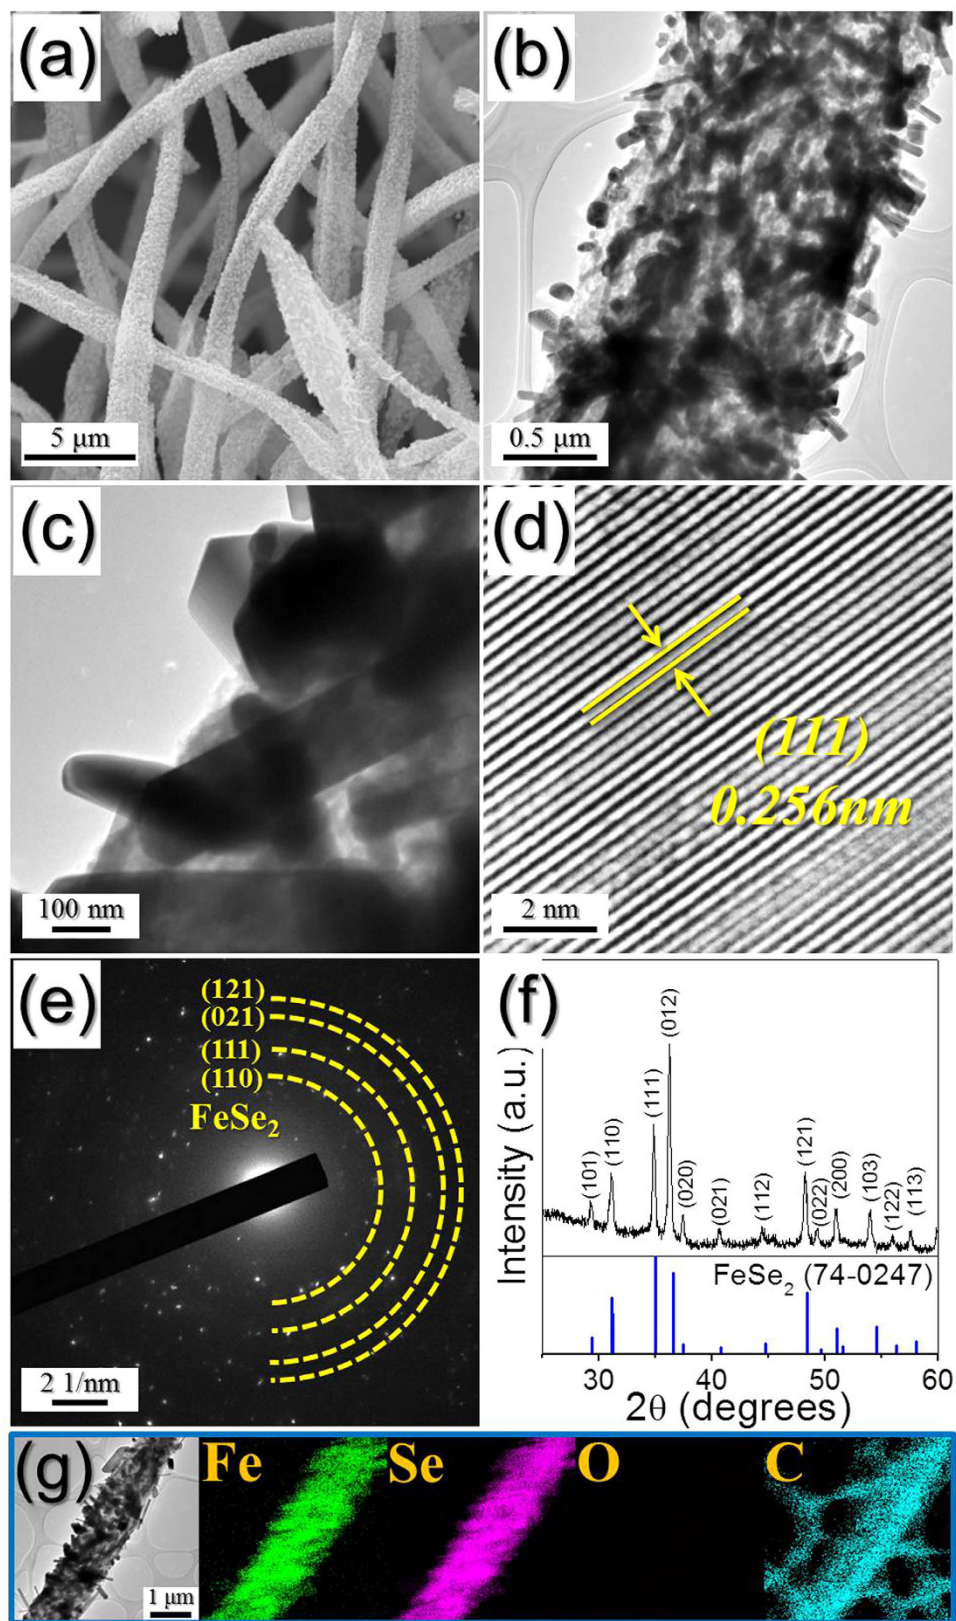 (a)
5 μm
(b)
0.5 μm
(c)
100 nm
(d)
(111)
0.256nm
2 nm
(e)
(121)
(021)
(111)
(110)
FeSe₂
2 1/nm
(f)
Intensity (a.u.)
(101)
(110)
(111)
(012)
(020)
(021)
(112)
(121)
(022)
(200)
(103)
(122)
(113)
FeSe₂ (74-0247)
30 40 50 60
2θ (degrees)
(g)
1 μm
Fe
Se
O
C